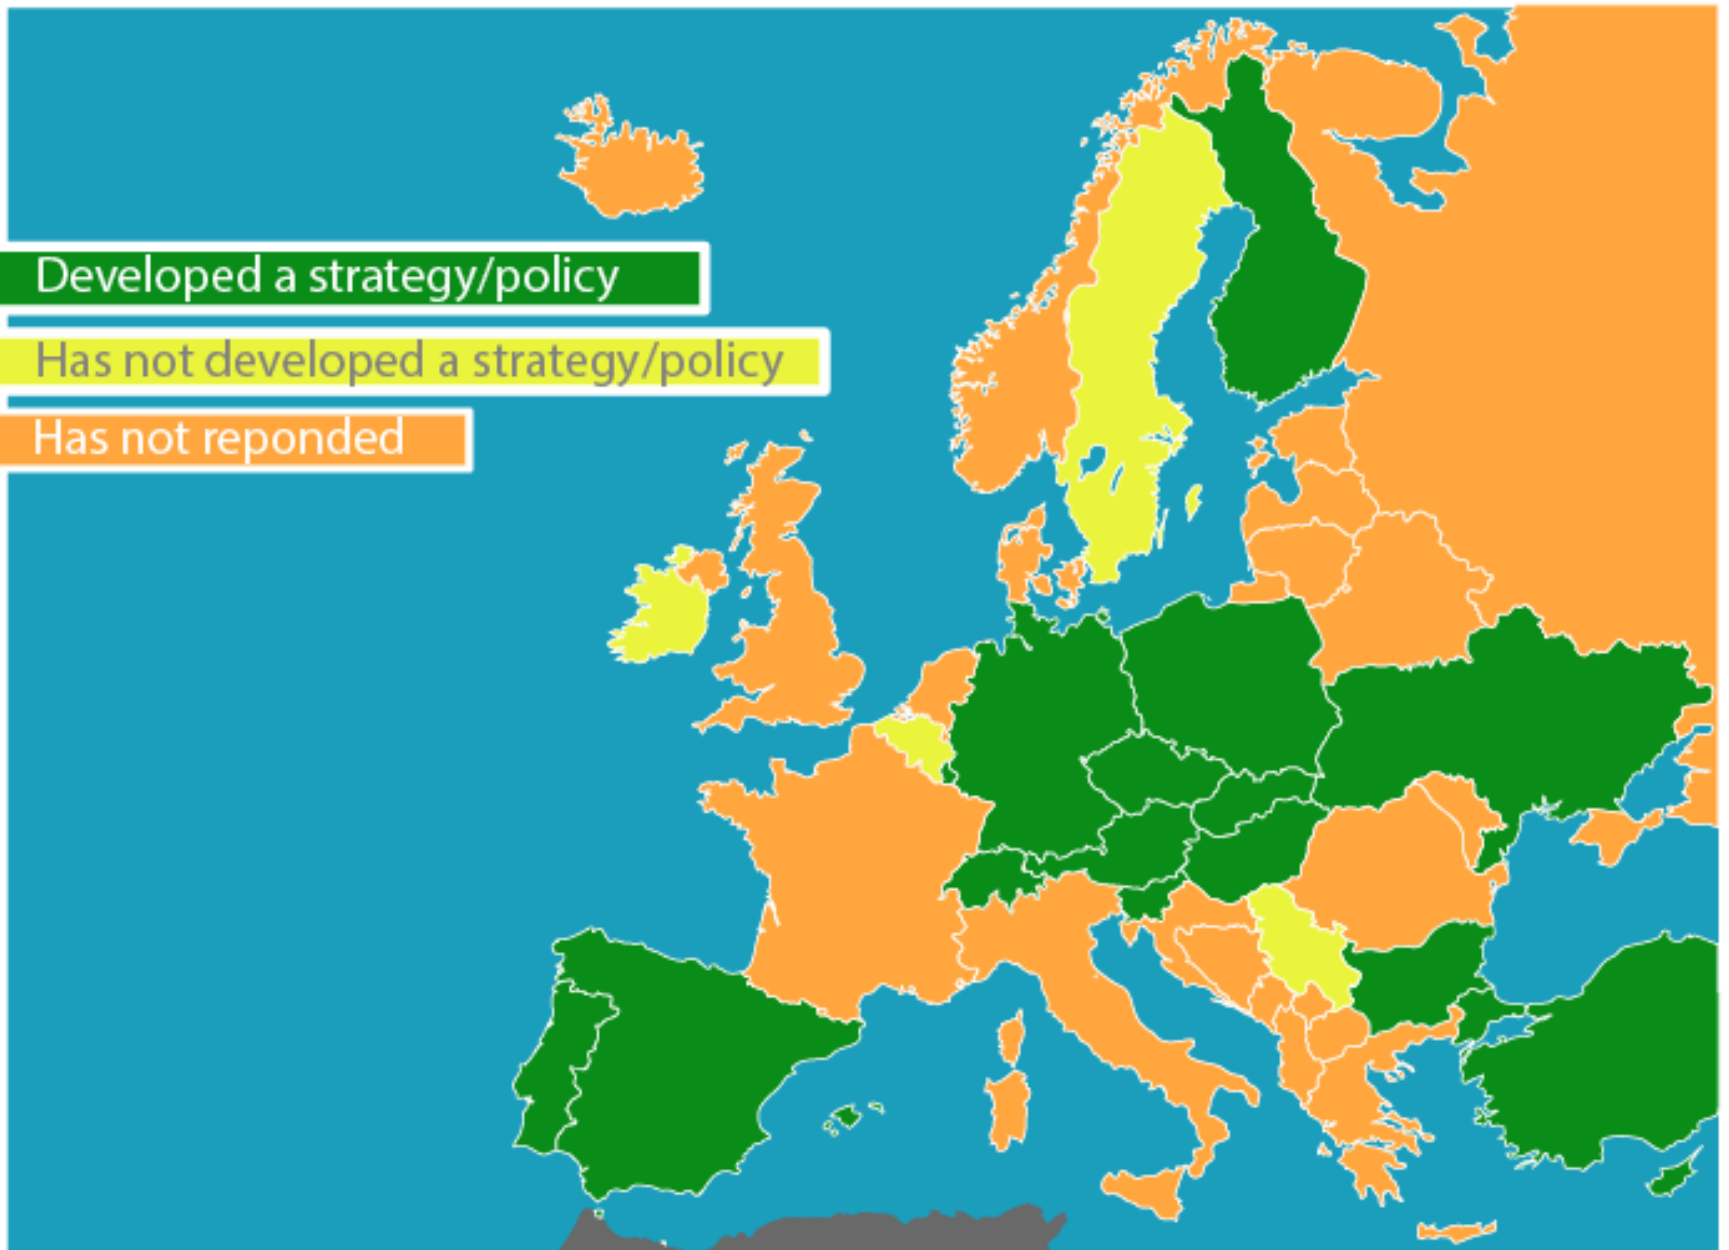 Developed a strategy/policy
Has not developed a strategy/policy
Has not reponded